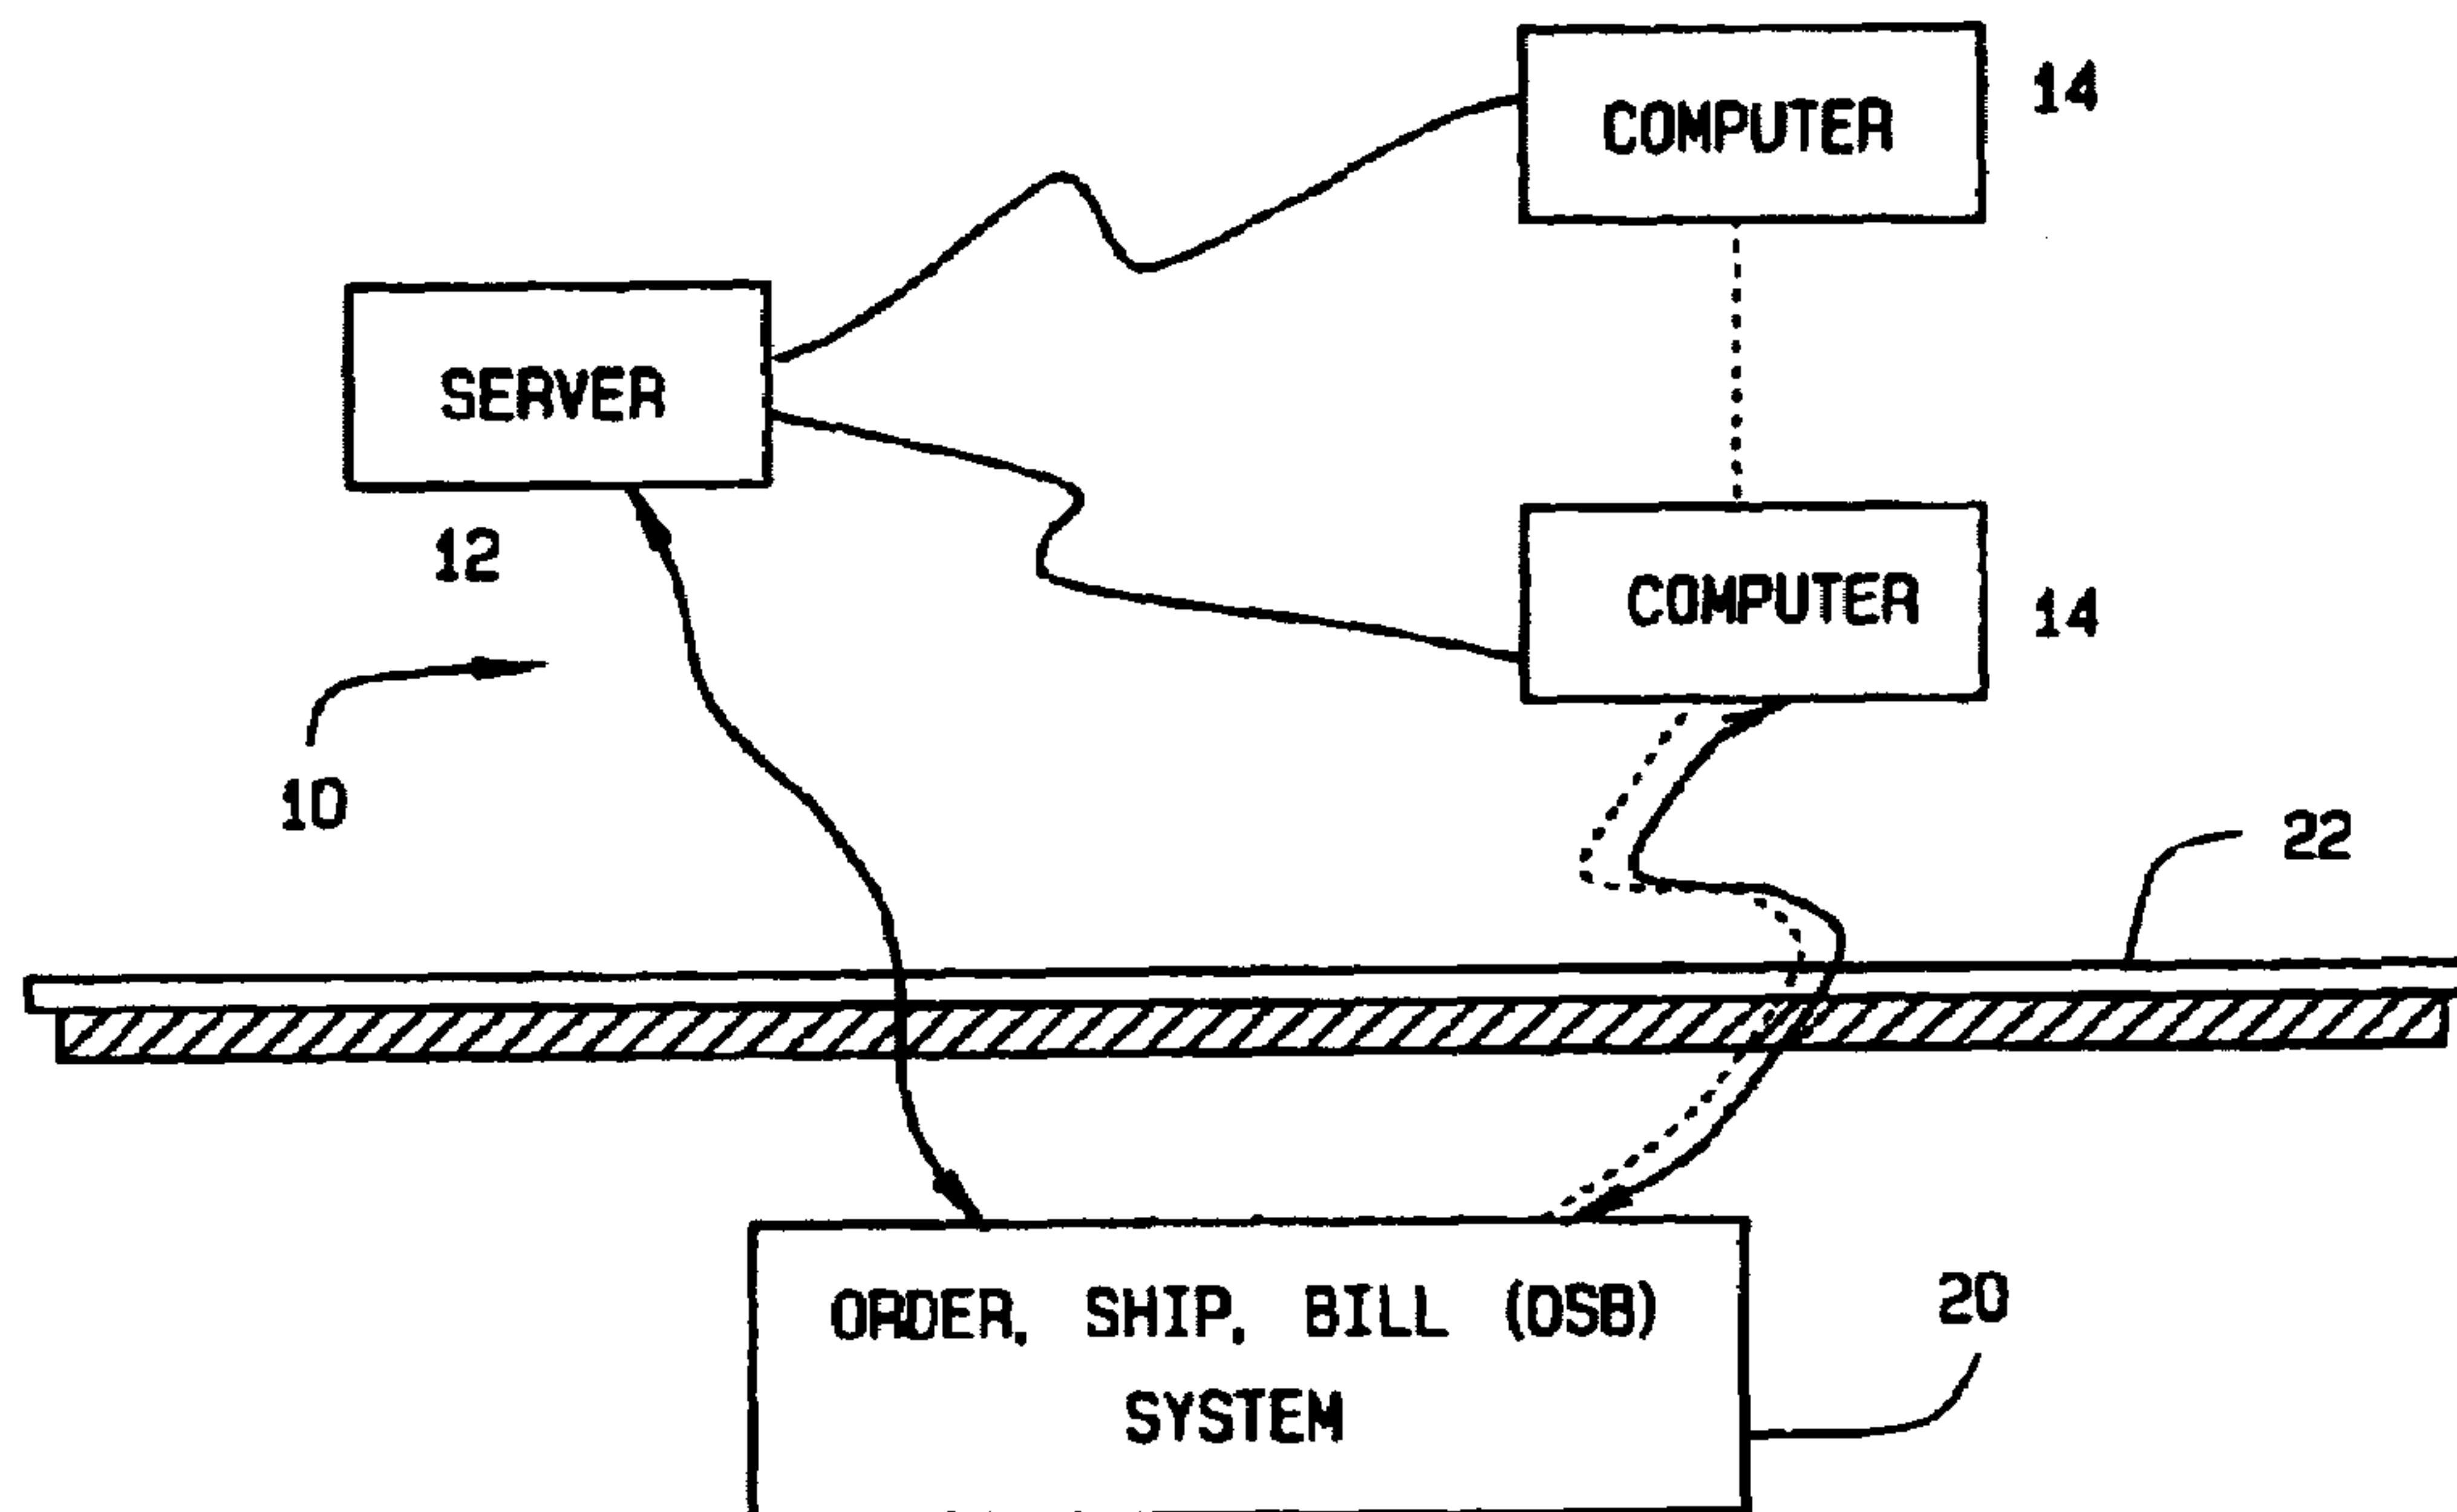 COMPUTER
14
SERVER
12
COMPUTER
14
10
22
ORDER, SHIP, BILL (OSB)
SYSTEM
20